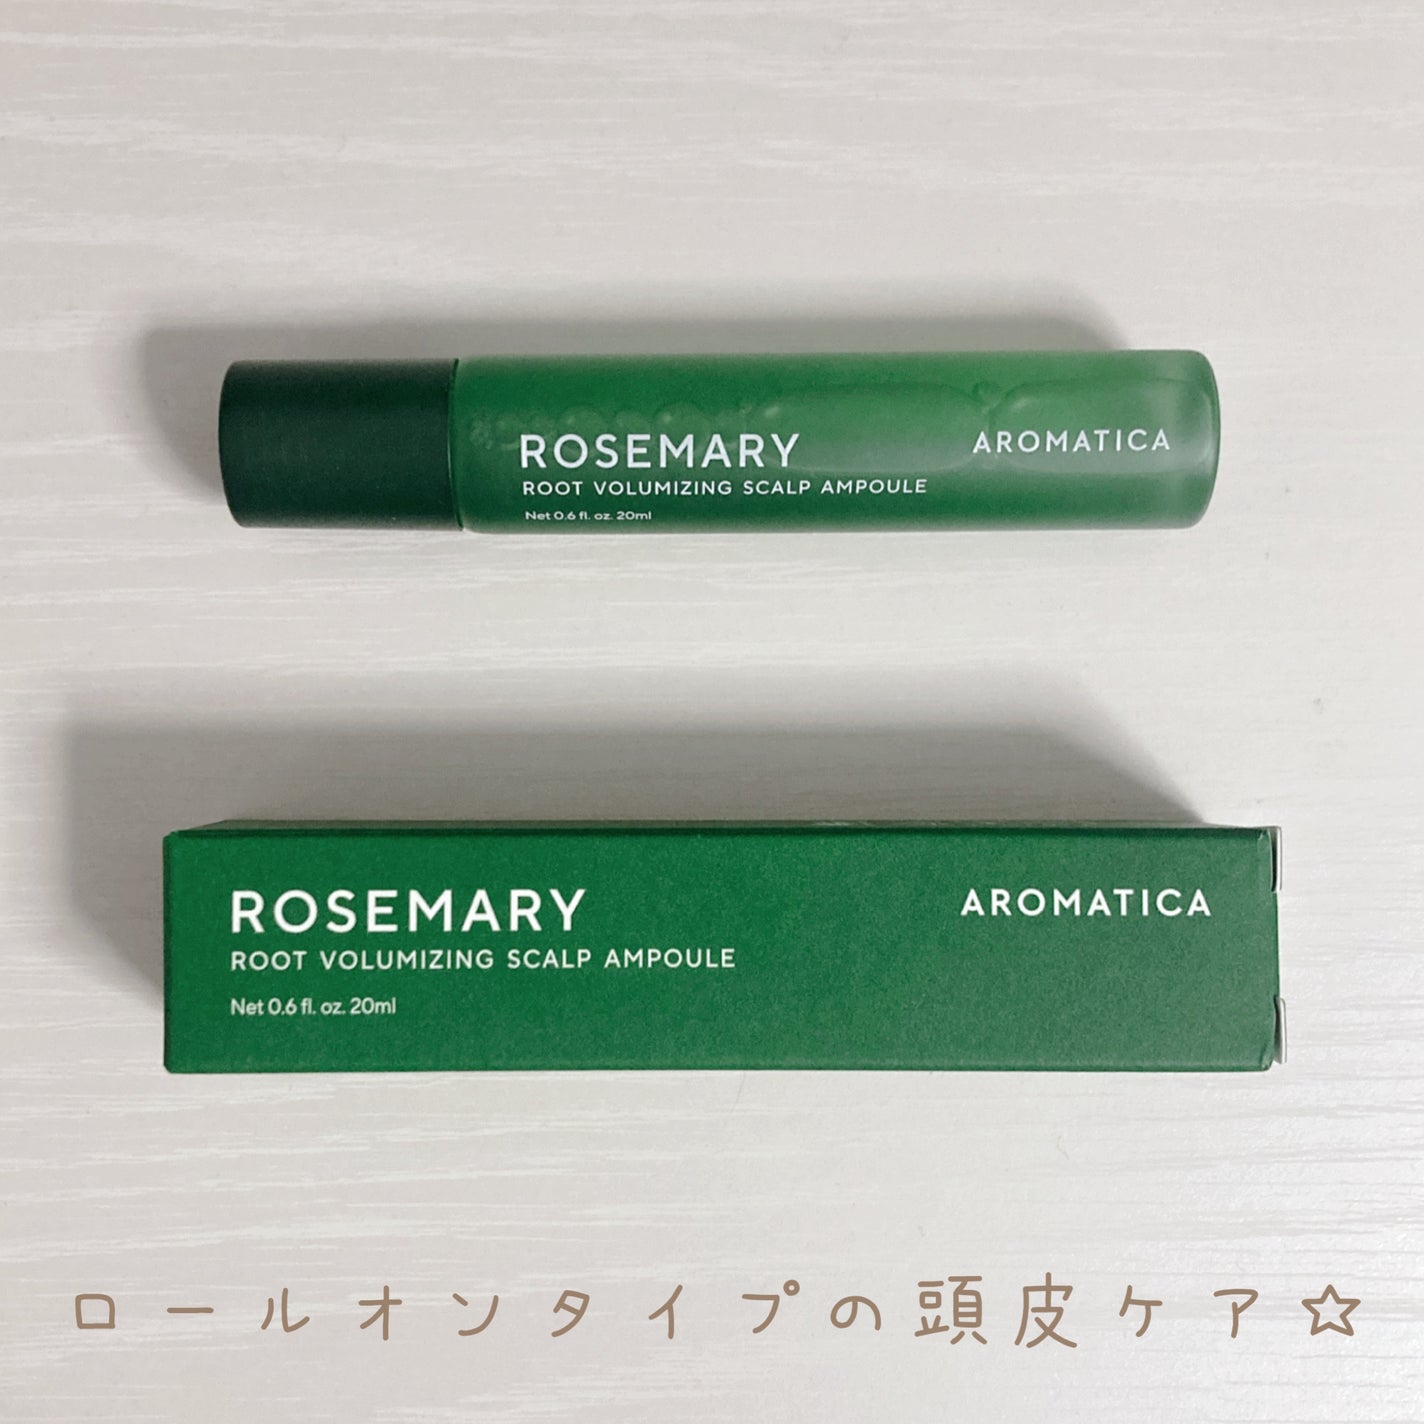 ROSEMARY
ROOT VOLUMIZING SCALP AMPOULE
Net 0.6 fl. oz. 20ml
AROMATICA
ROSEMARY
ROOT VOLUMIZING SCALP AMPOULE
Net 0.6 fl. oz. 20ml
AROMATICA
ロールオンタイプの頭皮ケア☆